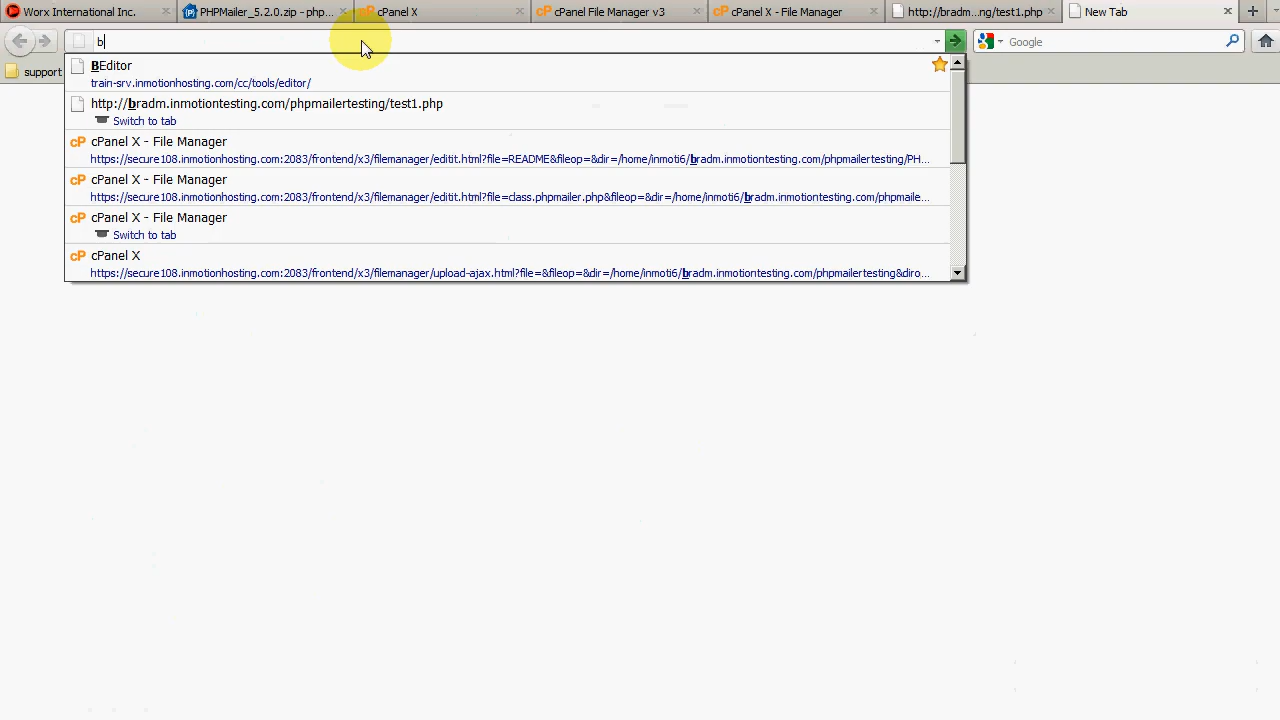 Worx International Inc.
PHPMailer_5.2.0.zip - php...
cPanel X
cPanel File Manager v3
cPanel X - File Manager
http://bradm...ng/test1.php
New Tab
b
Google
support
BEditor
train-srv.inmotionhosting.com/cc/tools/editor/
http://bradm.inmotiontesting.com/phpmailertesting/test1.php
Switch to tab
cPanel X - File Manager
https://secure108.inmotionhosting.com:2083/frontend/x3/filemanager/editit.html?file=README&fileop=&dir=/home/inmoti6/bradm.inmotiontesting.com/phpmailertesting/PH...
cPanel X - File Manager
https://secure108.inmotionhosting.com:2083/frontend/x3/filemanager/editit.html?file=class.phpmailer.php&fileop=&dir=/home/inmoti6/bradm.inmotiontesting.com/phpmaile...
cPanel X - File Manager
Switch to tab
cPanel X
https://secure108.inmotionhosting.com:2083/frontend/x3/filemanager/upload-ajax.html?file=&fileop=&dir=/home/inmoti6/bradm.inmotiontesting.com/phpmailertesting&diro...